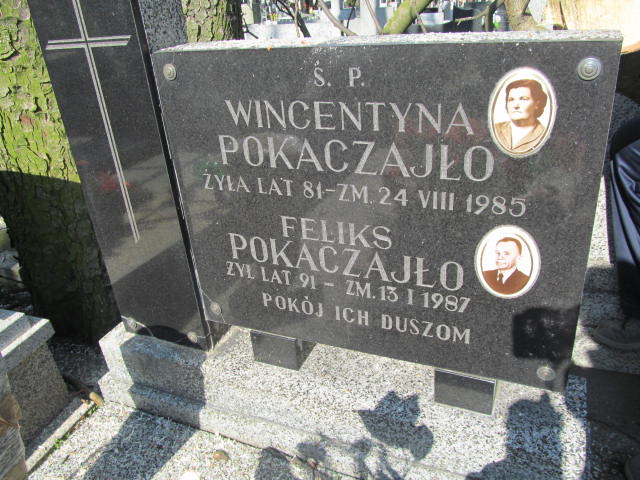 Ś. P.
WINCENTYNA
POKACZAJŁO
ŻYŁA LAT 81-ZM. 24 VIII 1985
FELIKS
POKACZAJŁO
ŻYŁ LAT 91 - ZM. 13 I 1987
POKÓJ ICH DUSZOM